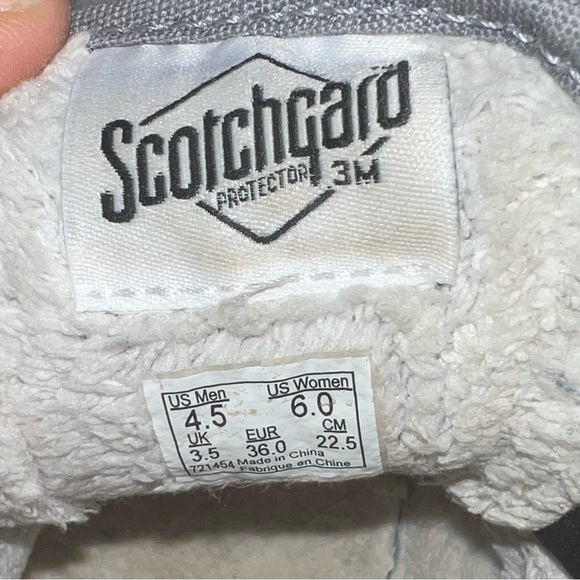 Scotchgard
PROTECTOR 3M
US Men US Women
4.5 6.0
UK EUR CM
3.5 36.0 22.5
721454 Made in China
Fabrique en Chine